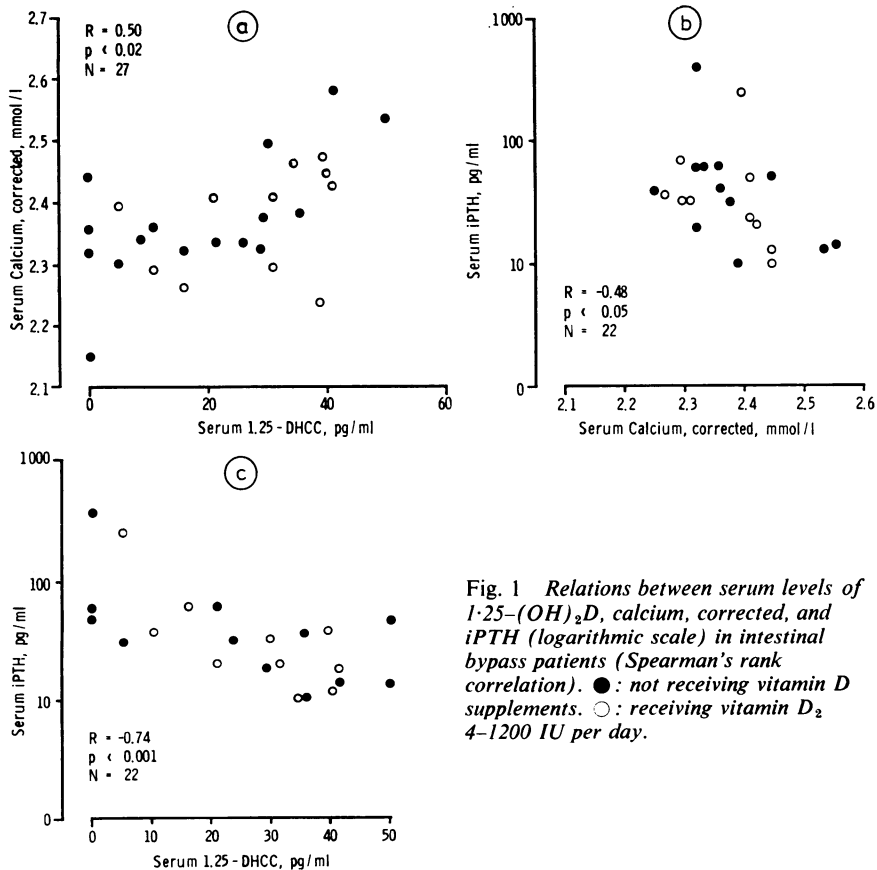 a
R = 0.50
p < 0.02
N = 27
2.7
2.6
2.5
2.4
2.3
2.2
2.1
Serum Calcium, corrected, mmol/l
0 20 40 60
Serum 1.25-DHCC, pg/ml
b
1000
100
10
0
Serum iPTH, pg/ml
R = -0.48
p < 0.05
N = 22
2.1 2.2 2.3 2.4 2.5 2.6
Serum Calcium, corrected, mmol/l
c
1000
100
10
0
Serum iPTH, pg/ml
R = -0.74
p < 0.001
N = 22
0 10 20 30 40 50
Serum 1.25-DHCC, pg/ml
Fig. 1 Relations between serum levels of
1·25–(OH)₂D, calcium, corrected, and
iPTH (logarithmic scale) in intestinal
bypass patients (Spearman's rank
correlation). ●: not receiving vitamin D
supplements. ○: receiving vitamin D₂
4–1200 IU per day.